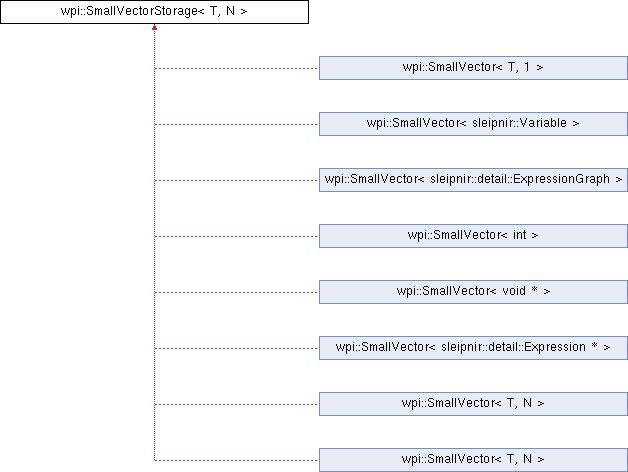 wpi::SmallVectorStorage< T, N >
wpi::SmallVector< T, 1 >
wpi::SmallVector< sleipnir::Variable >
wpi::SmallVector< sleipnir::detail::ExpressionGraph >
wpi::SmallVector< int >
wpi::SmallVector< void * >
wpi::SmallVector< sleipnir::detail::Expression * >
wpi::SmallVector< T, N >
wpi::SmallVector< T, N >